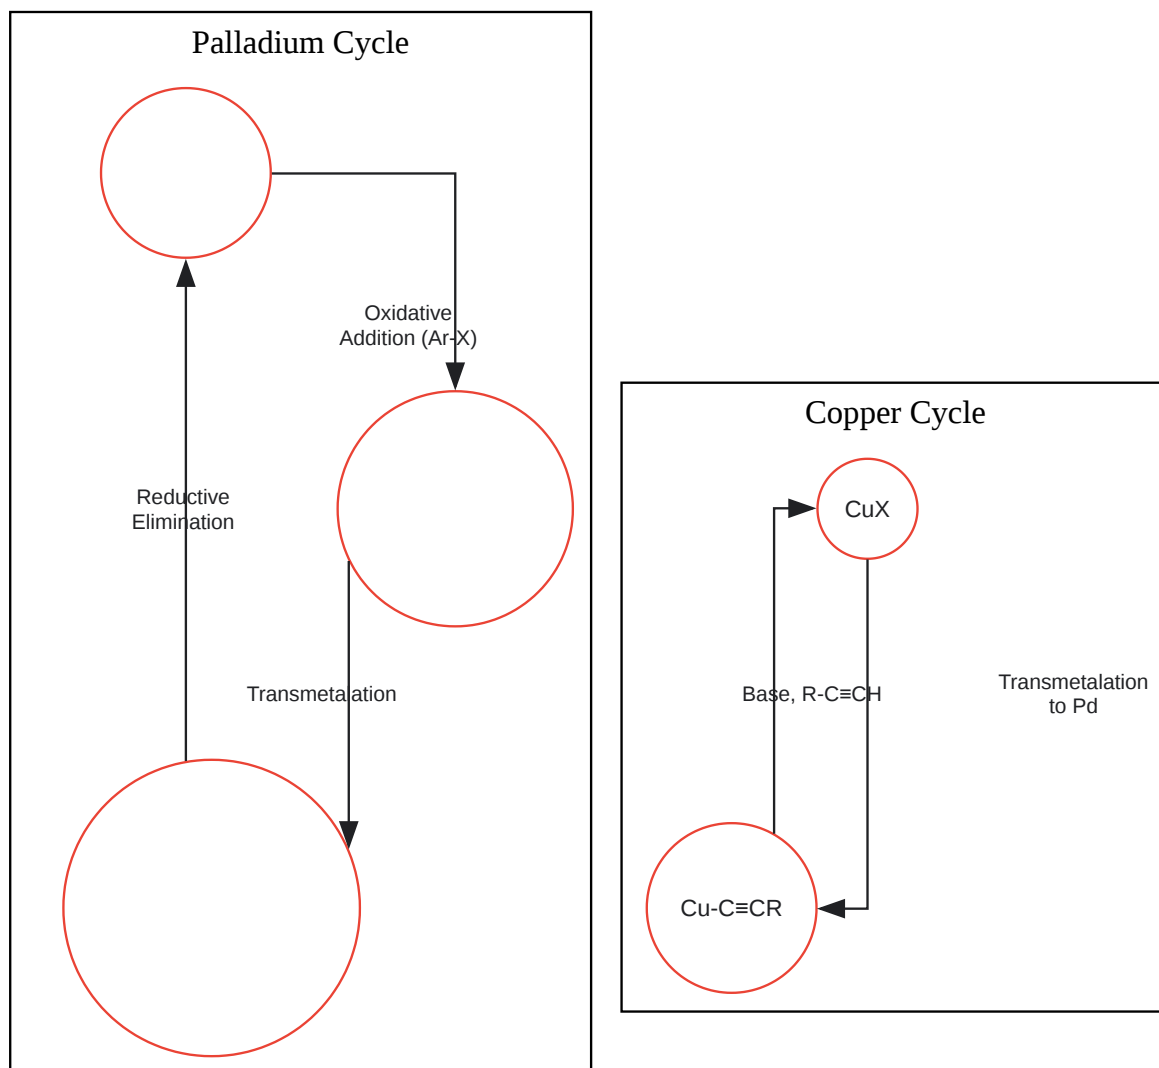 Palladium Cycle
Oxidative
Addition (Ar-X)
Reductive
Elimination
Transmetalation
Copper Cycle
CuX
Base, R-C≡CH
Transmetalation
to Pd
Cu-C≡CR